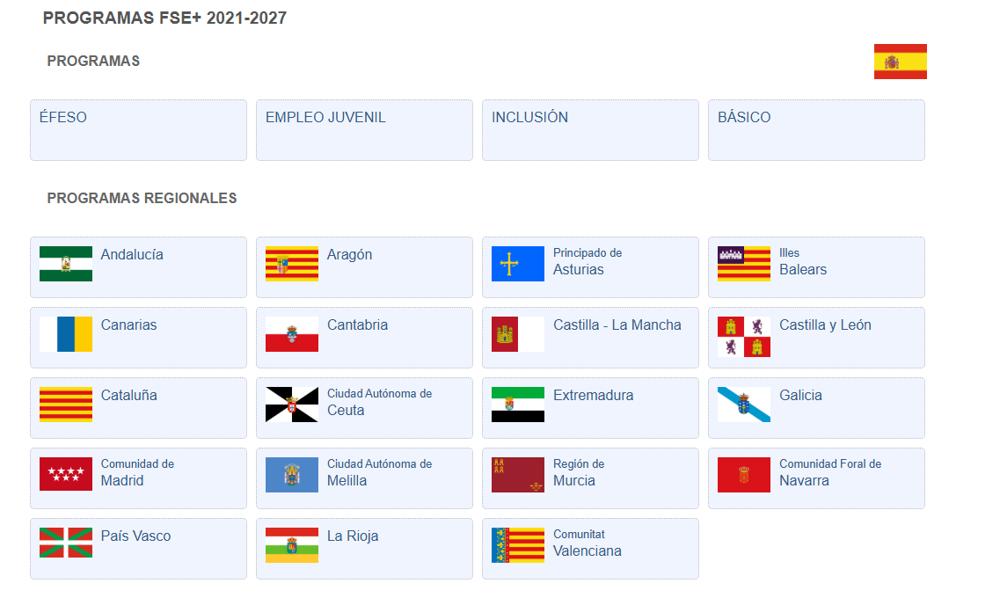 PROGRAMAS FSE+ 2021-2027
PROGRAMAS
ÉFESO
EMPLEO JUVENIL
INCLUSIÓN
BÁSICO
PROGRAMAS REGIONALES
Andalucía
Aragón
Principado de
Asturias
Illes
Balears
Canarias
Cantabria
Castilla - La Mancha
Castilla y León
Cataluña
Ciudad Autónoma de
Ceuta
Extremadura
Galicia
Comunidad de
Madrid
Ciudad Autónoma de
Melilla
Región de
Murcia
Comunidad Foral de
Navarra
País Vasco
La Rioja
Comunitat
Valenciana